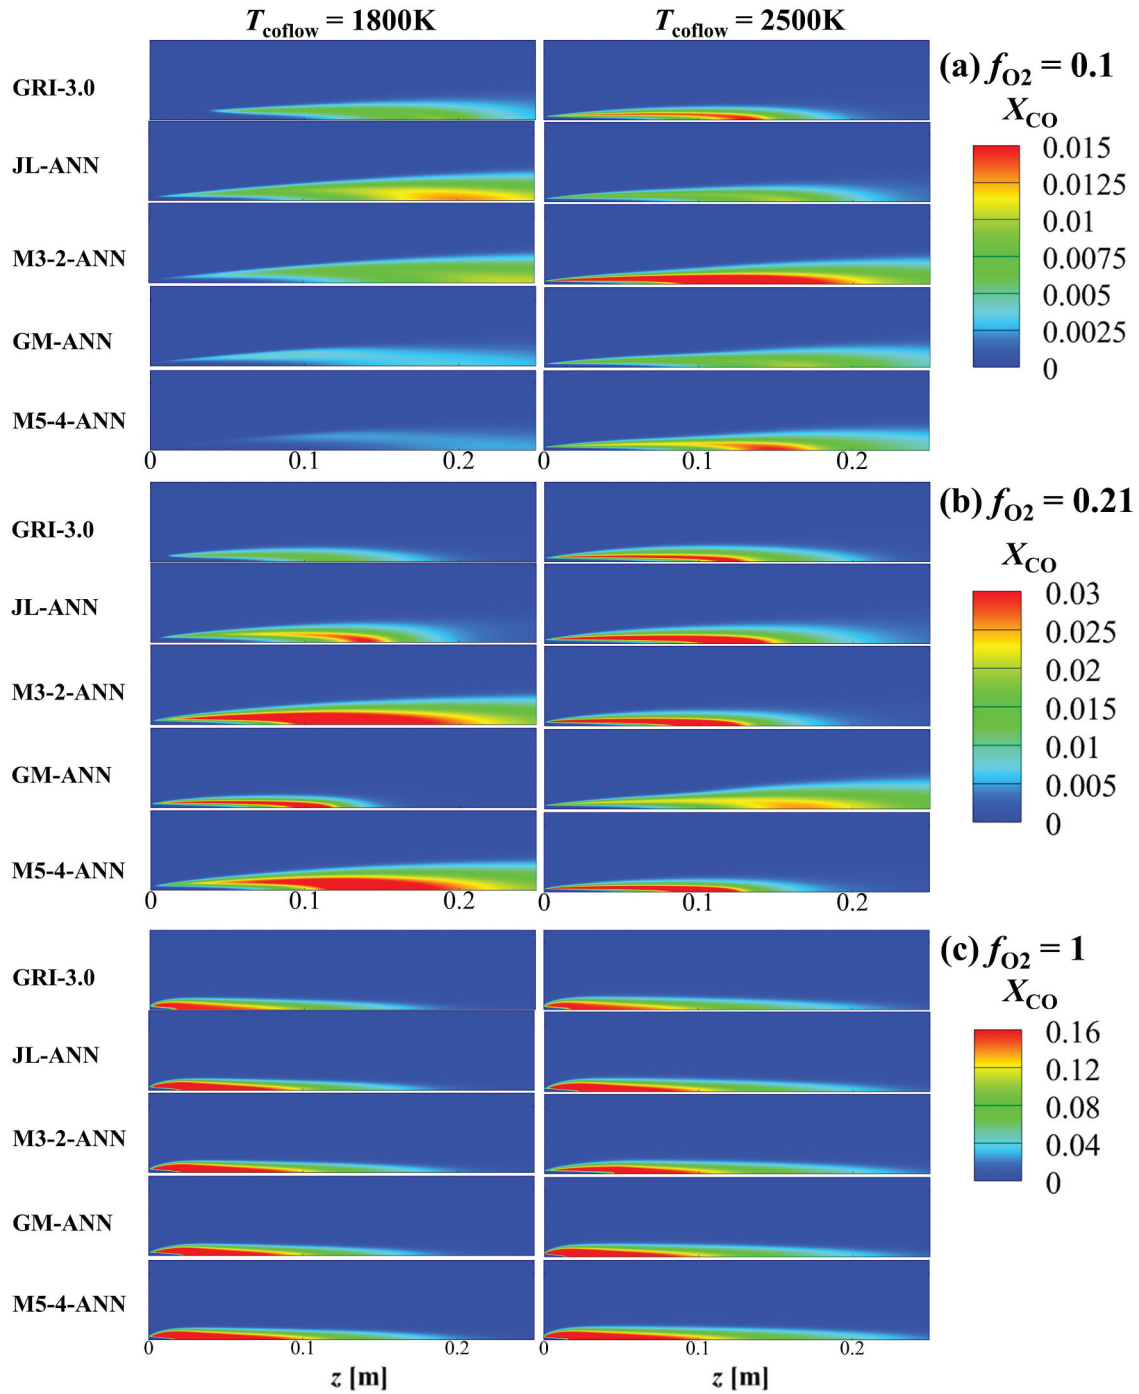 T_coflow = 1800K T_coflow = 2500K
(a) f_O2 = 0.1
GRI-3.0
X_CO
JL-ANN
0.015
0.0125
0.01
0.0075
0.005
0.0025
0
M3-2-ANN
GM-ANN
M5-4-ANN
0 0.1 0.2 0 0.1 0.2
(b) f_O2 = 0.21
GRI-3.0
X_CO
JL-ANN
0.03
0.025
0.02
0.015
0.01
0.005
0
M3-2-ANN
GM-ANN
M5-4-ANN
0 0.1 0.2 0 0.1 0.2
(c) f_O2 = 1
GRI-3.0
X_CO
JL-ANN
0.16
0.12
0.08
0.04
0
M3-2-ANN
GM-ANN
M5-4-ANN
0 0.1 0.2 0 0.1 0.2
z [m] z [m]